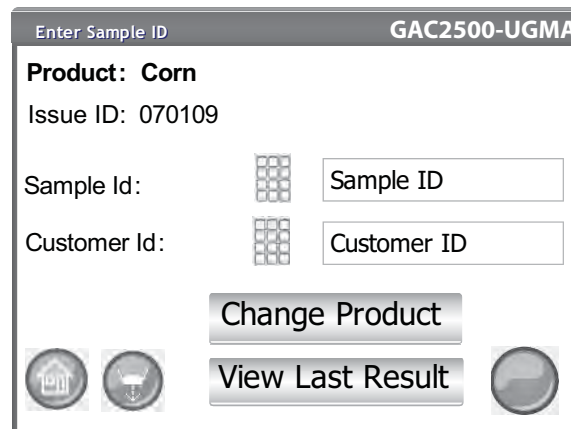 Enter Sample ID GAC2500-UGMA
Product: Corn
Issue ID: 070109
Sample Id: Sample ID
Customer Id: Customer ID
Change Product
View Last Result